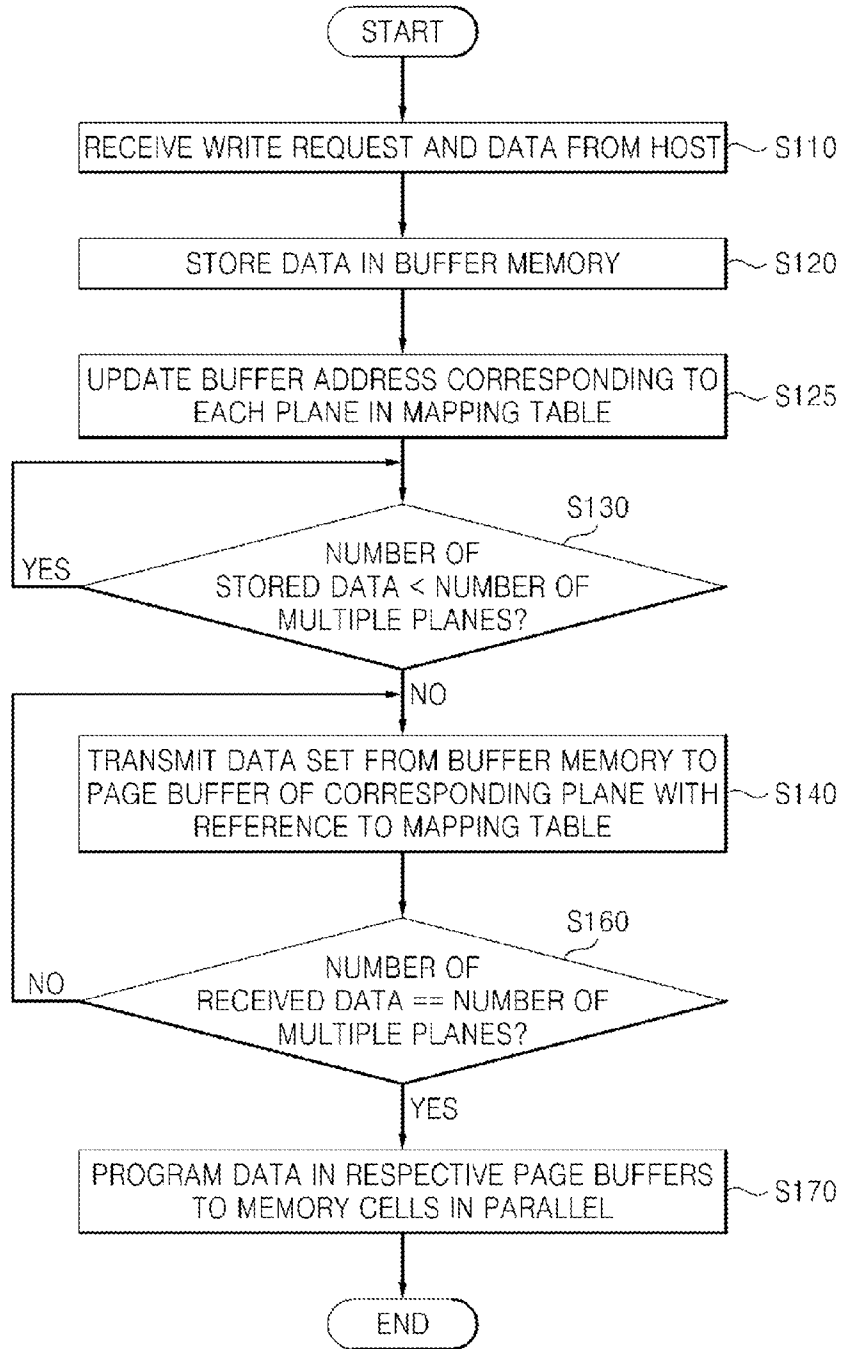 START
RECEIVE WRITE REQUEST AND DATA FROM HOST
S110
STORE DATA IN BUFFER MEMORY
S120
UPDATE BUFFER ADDRESS CORRESPONDING TO
EACH PLANE IN MAPPING TABLE
S125
S130
NUMBER OF
STORED DATA < NUMBER OF
MULTIPLE PLANES?
YES
NO
TRANSMIT DATA SET FROM BUFFER MEMORY TO
PAGE BUFFER OF CORRESPONDING PLANE WITH
REFERENCE TO MAPPING TABLE
S140
S160
NUMBER OF
RECEIVED DATA == NUMBER OF
MULTIPLE PLANES?
NO
YES
PROGRAM DATA IN RESPECTIVE PAGE BUFFERS
TO MEMORY CELLS IN PARALLEL
S170
END